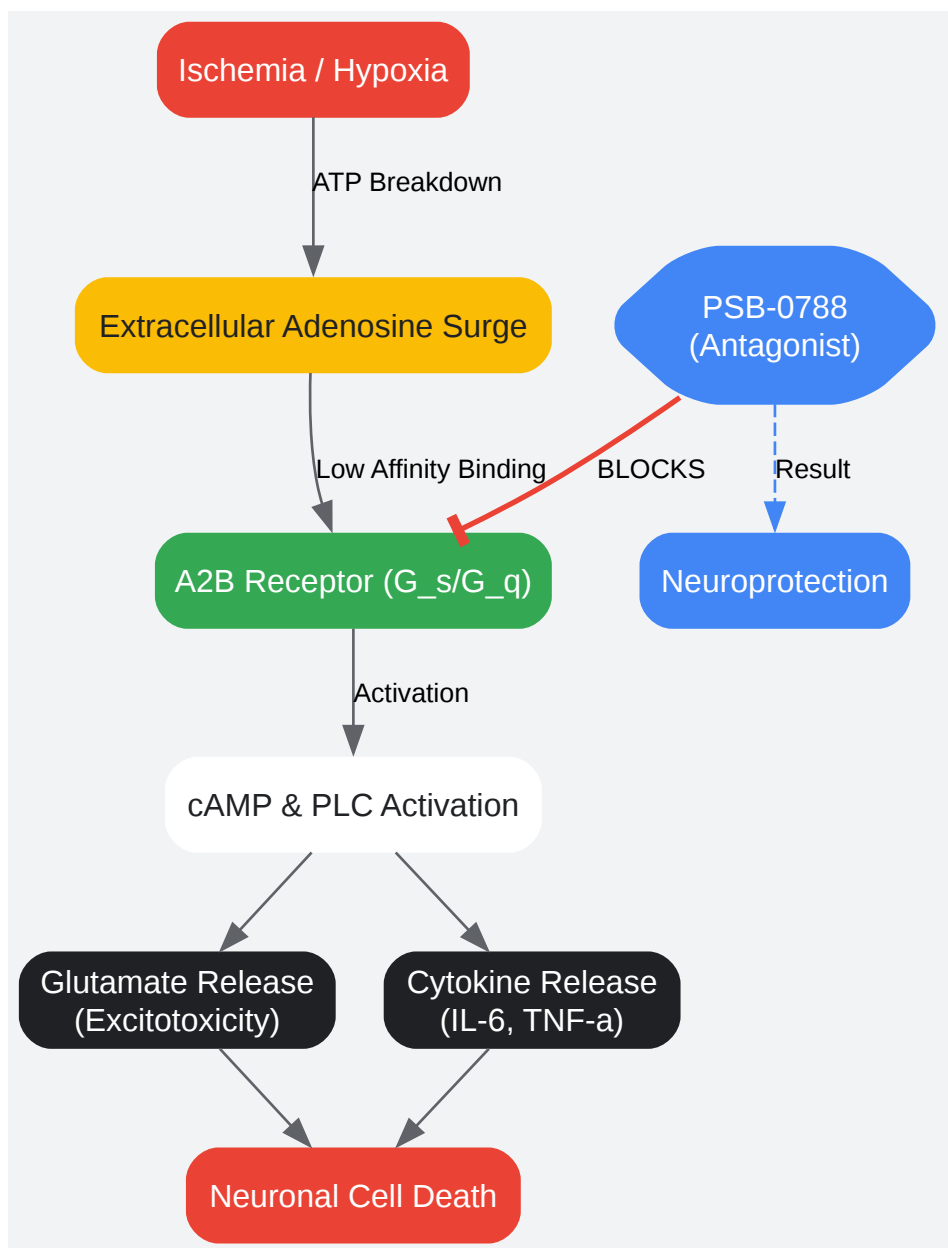 Ischemia / Hypoxia
ATP Breakdown
Extracellular Adenosine Surge
PSB-0788
(Antagonist)
Low Affinity Binding
BLOCKS
Result
A2B Receptor (G_s/G_q)
Neuroprotection
Activation
cAMP & PLC Activation
Glutamate Release
(Excitotoxicity)
Cytokine Release
(IL-6, TNF-a)
Neuronal Cell Death